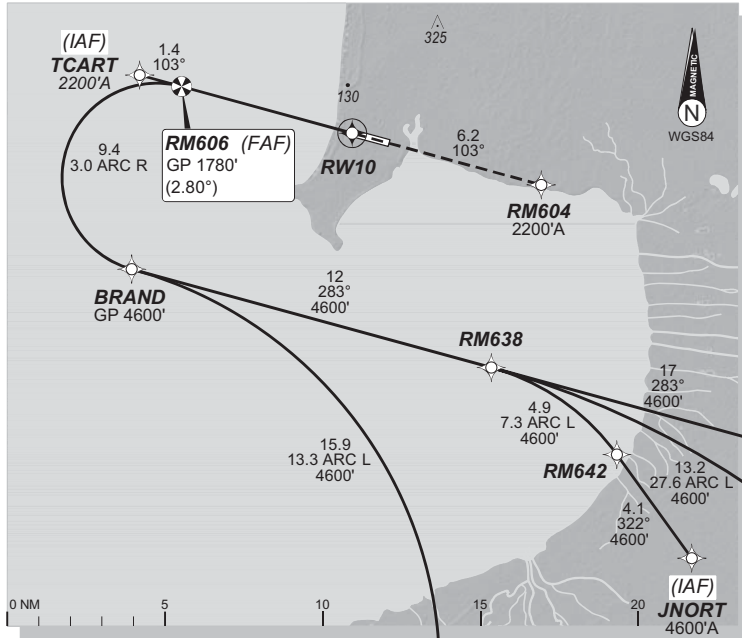 (IAF)
TCART
2200'A
1.4
103°
325
130
MAGNETIC
N
WGS84
9.4
3.0 ARC R
RM606 (FAF)
GP 1780'
(2.80°)
RW10
6.2
103°
RM604
2200'A
BRAND
GP 4600'
12
283°
4600'
RM638
17
283°
4600'
4.9
7.3 ARC L
4600'
15.9
13.3 ARC L
4600'
RM642
13.2
27.6 ARC L
4600'
4.1
322°
4600'
(IAF)
JNORT
4600'A
0 NM 5 10 15 20